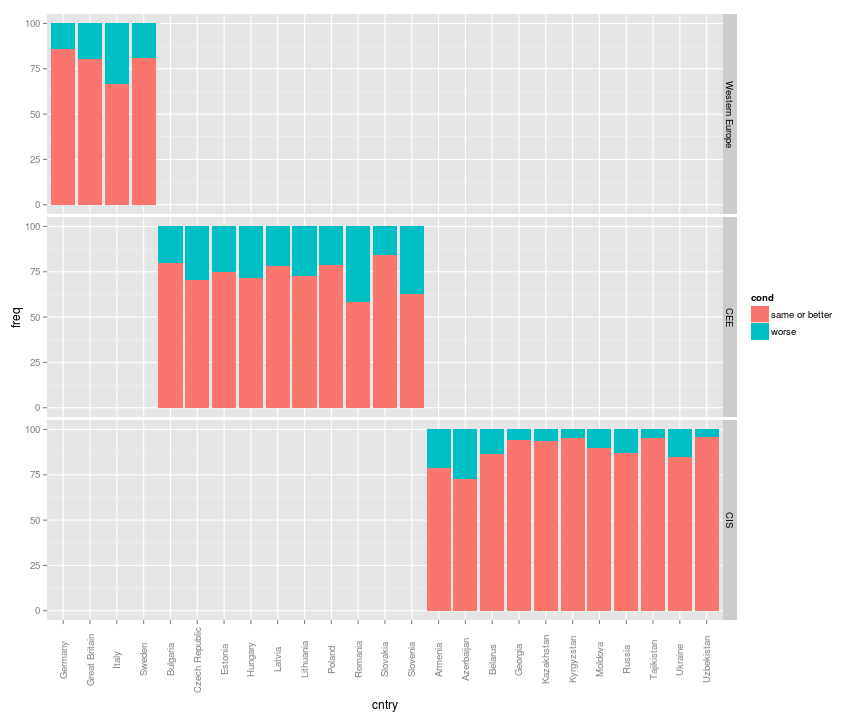 100
75
50
25
0
Western Europe
100
75
50
25
0
CEE
100
75
50
25
0
CIS
freq
Germany
Great Britain
Italy
Sweden
Bulgaria
Czech Republic
Estonia
Hungary
Latvia
Lithuania
Poland
Romania
Slovakia
Slovenia
Armenia
Azerbaijan
Belarus
Georgia
Kazakhstan
Kyrgyzstan
Moldova
Russia
Tajikistan
Ukraine
Uzbekistan
cntry
cond
same or better
worse